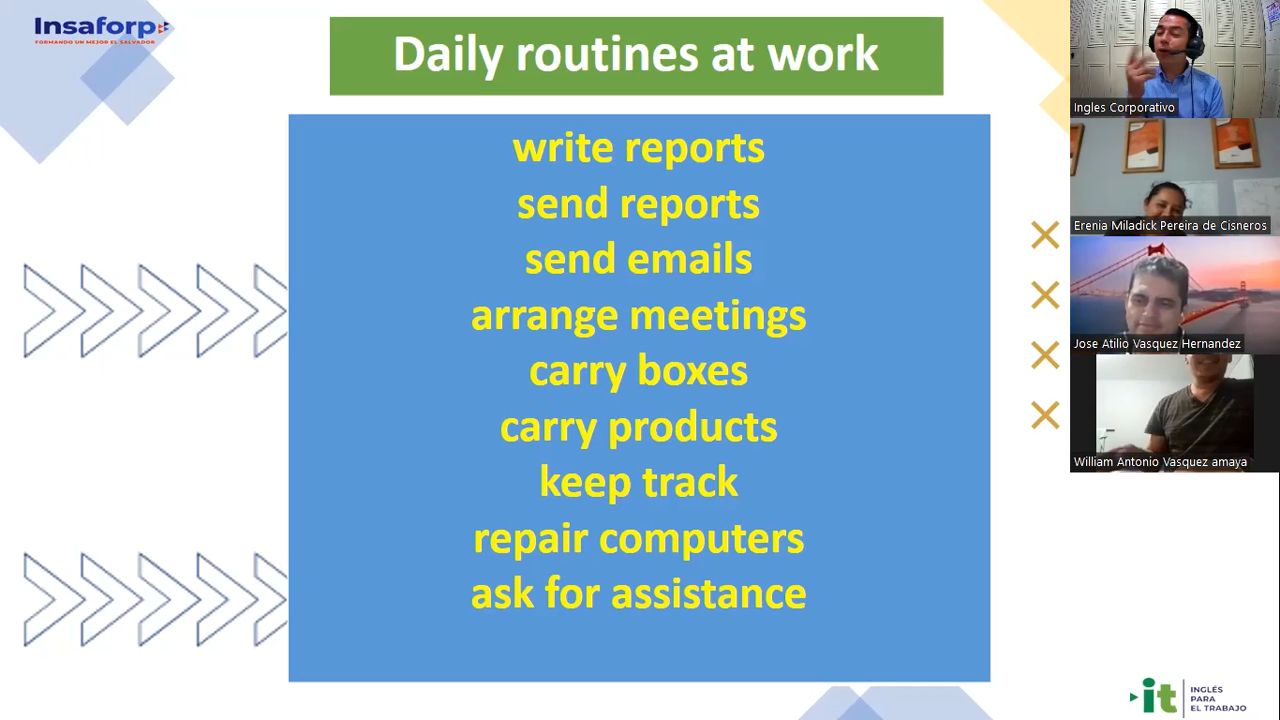 Insaforp
FORMANDO UN MEJOR EL SALVADOR
Daily routines at work
write reports
send reports
send emails
arrange meetings
carry boxes
carry products
keep track
repair computers
ask for assistance
Ingles Corporativo
Erenia Miladick Pereira de Cisneros
Jose Atilio Vasquez Hernandez
William Antonio Vasquez amaya
it
INGLÉS
PARA
EL TRABAJO